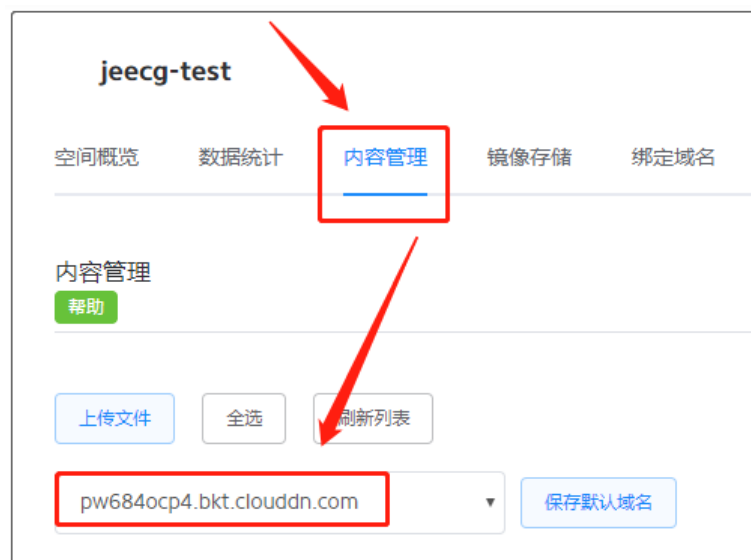 jeecg-test
空间概览 数据统计 内容管理 镜像存储 绑定域名
内容管理
帮助
上传文件 全选 刷新列表
pw684ocp4.bkt.clouddn.com ▼ 保存默认域名